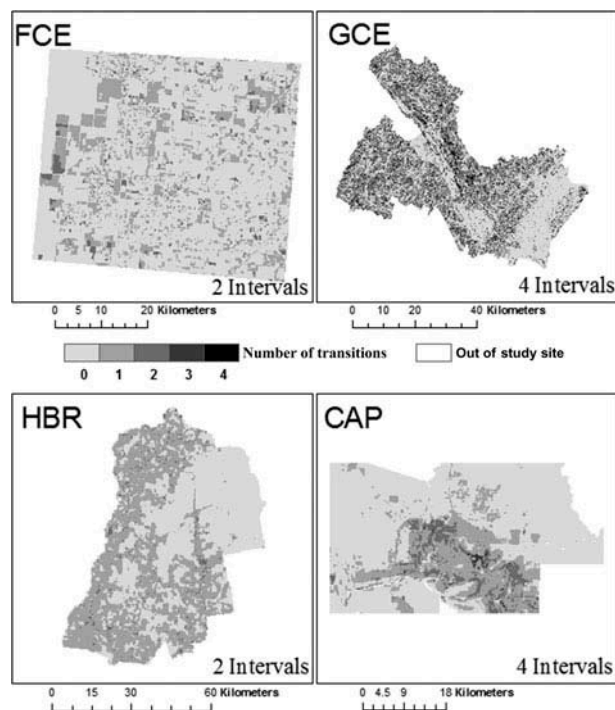 FCE
2 Intervals
0 5 10 20 Kilometers
GCE
4 Intervals
0 20 40 Kilometers
Number of transitions
0 1 2 3 4
Out of study site
HBR
2 Intervals
0 15 30 60 Kilometers
CAP
4 Intervals
0 4.5 9 18 Kilometers